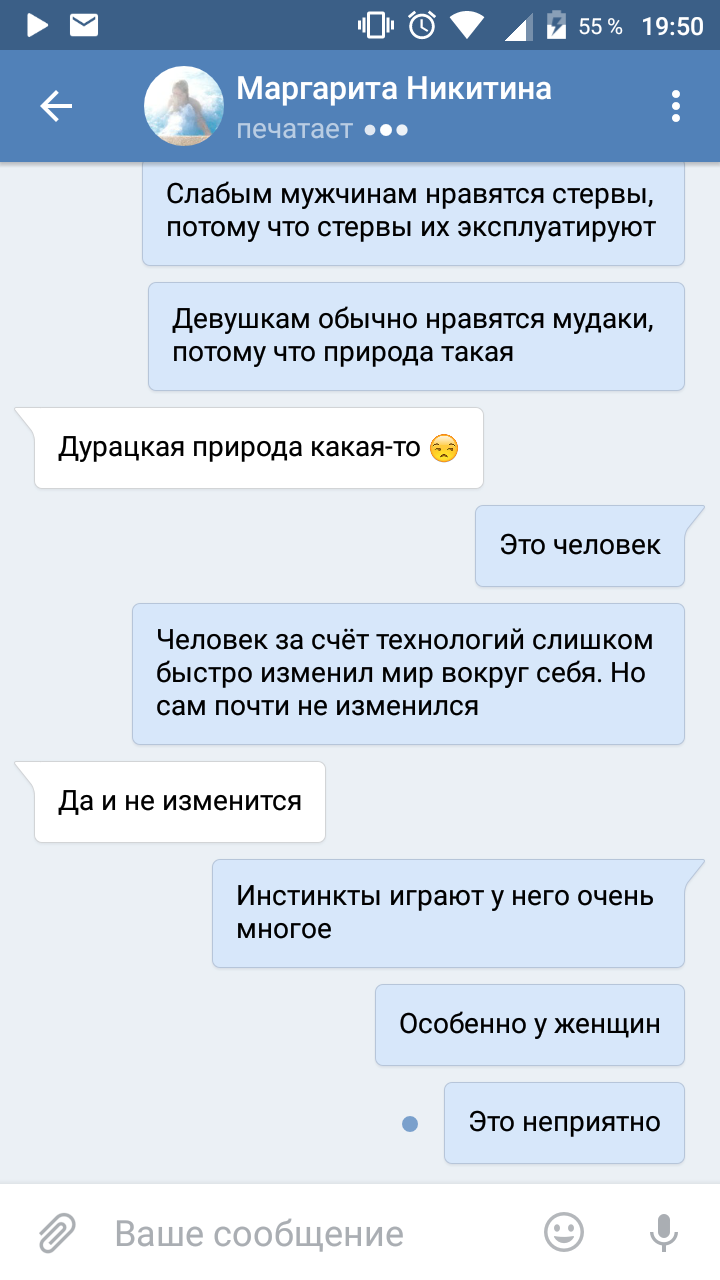 55 % 19:50
Маргарита Никитина
печатает
Слабым мужчинам нравятся стервы,
потому что стервы их эксплуатируют
Девушкам обычно нравятся мудаки,
потому что природа такая
Дурацкая природа какая-то 😒
Это человек
Человек за счёт технологий слишком
быстро изменил мир вокруг себя. Но
сам почти не изменился
Да и не изменится
Инстинкты играют у него очень
многое
Особенно у женщин
Это неприятно
Ваше сообщение